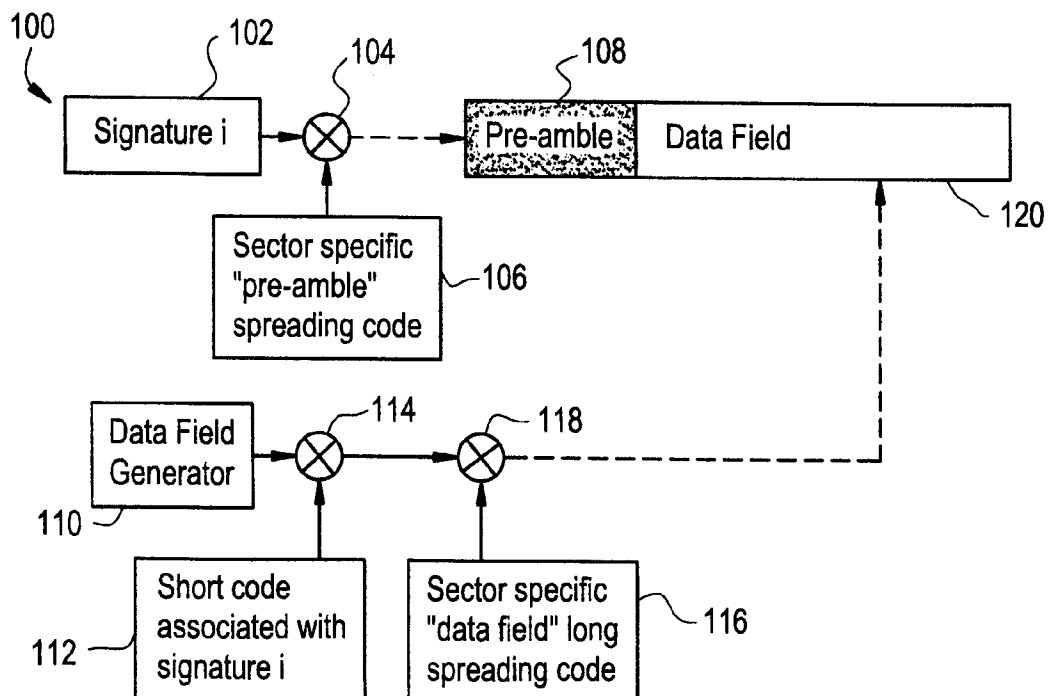 100
102
104
108
Signature i
Pre-amble
Data Field
120
Sector specific
"pre-amble"
spreading code
106
114
118
Data Field
Generator
110
Short code
associated with
signature i
112
Sector specific
"data field" long
spreading code
116